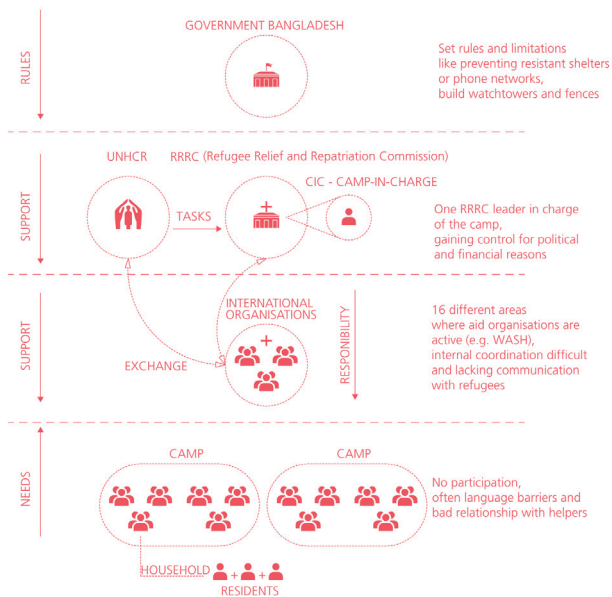 GOVERNMENT BANGLADESH
RULES
Set rules and limitations
like preventing resistant shelters
or phone networks,
build watchtowers and fences
UNHCR
RRRC (Refugee Relief and Repatriation Commission)
CIC - CAMP-IN-CHARGE
SUPPORT
TASKS
One RRRC leader in charge
of the camp,
gaining control for political
and financial reasons
INTERNATIONAL
ORGANISATIONS
SUPPORT
EXCHANGE
RESPONIBILITY
16 different areas
where aid organisations are
active (e.g. WASH),
internal coordination difficult
and lacking communication
with refugees
NEEDS
CAMP
CAMP
No participation,
often language barriers and
bad relationship with helpers
HOUSEHOLD
+ +
RESIDENTS